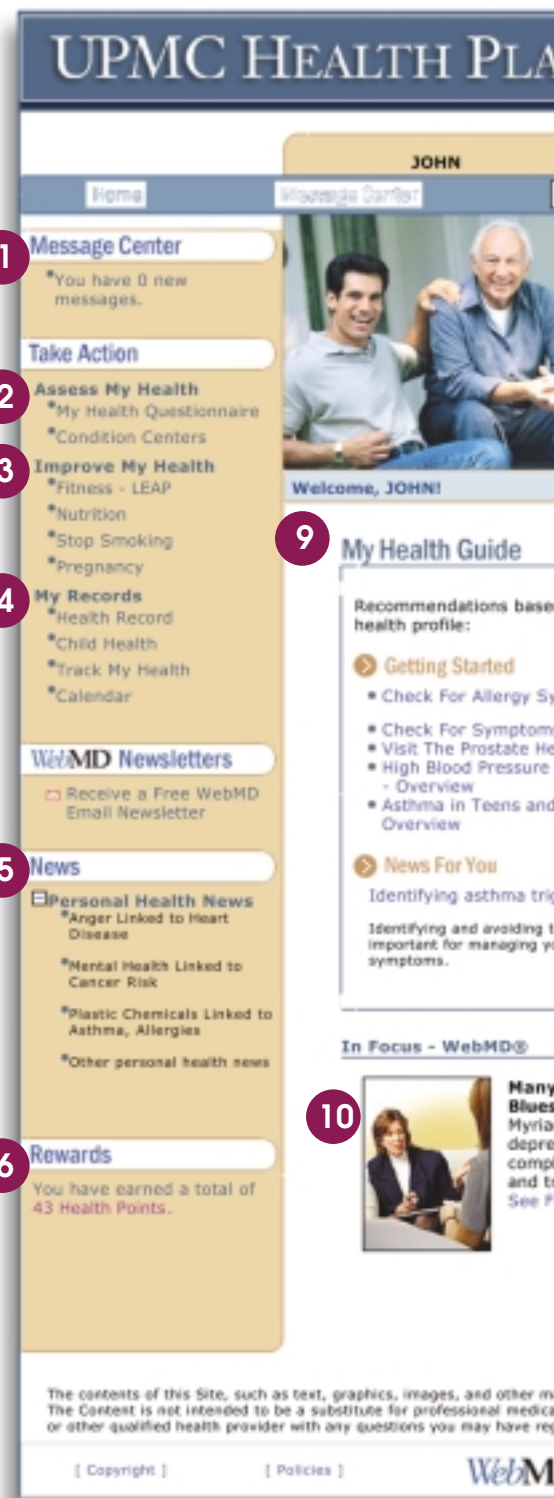 UPMC HEALTH PLA
JOHN
Home
Message Center
1
Message Center
You have 0 new
messages.
Take Action
2
Assess My Health
My Health Questionnaire
Condition Centers
3
Improve My Health
Fitness - LEAP
Nutrition
Stop Smoking
Pregnancy
4
My Records
Health Record
Child Health
Track My Health
Calendar
WebMD Newsletters
Receive a Free WebMD
Email Newsletter
5
News
Personal Health News
Anger Linked to Heart
Disease
Mental Health Linked to
Cancer Risk
Plastic Chemicals Linked to
Asthma, Allergies
Other personal health news
6
Rewards
You have earned a total of
43 Health Points.
Welcome, JOHN!
9
My Health Guide
Recommendations base
health profile:
Getting Started
Check For Allergy Sy
Check For Symptoms
Visit The Prostate He
High Blood Pressure
- Overview
Asthma in Teens and
Overview
News For You
Identifying asthma trig
Identifying and avoiding t
important for managing yo
symptoms.
In Focus - WebMD®
10
Many
Blues
Myria
depre
compl
and tr
See F
The contents of this Site, such as text, graphics, images, and other ma
The Content is not intended to be a substitute for professional medica
or other qualified health provider with any questions you may have reg
[ Copyright ]
[ Policies ]
WebM